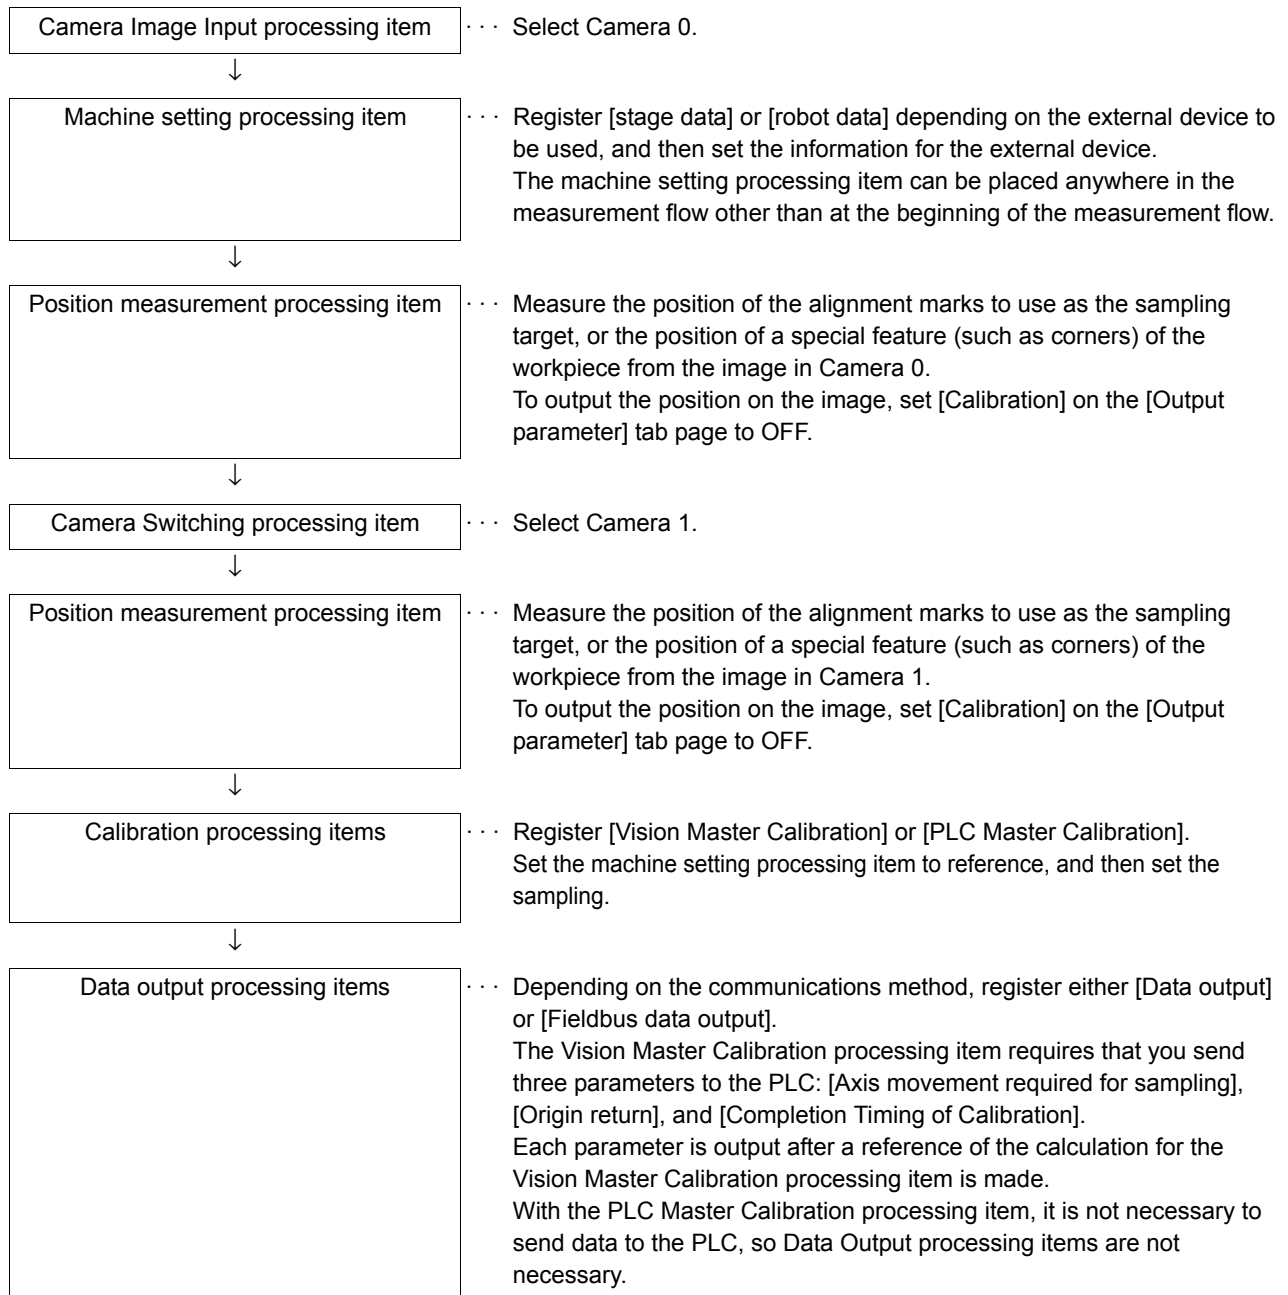 Camera Image Input processing item ··· Select Camera 0.
↓
Machine setting processing item ··· Register [stage data] or [robot data] depending on the external device to
be used, and then set the information for the external device.
The machine setting processing item can be placed anywhere in the
measurement flow other than at the beginning of the measurement flow.
↓
Position measurement processing item ··· Measure the position of the alignment marks to use as the sampling
target, or the position of a special feature (such as corners) of the
workpiece from the image in Camera 0.
To output the position on the image, set [Calibration] on the [Output
parameter] tab page to OFF.
↓
Camera Switching processing item ··· Select Camera 1.
↓
Position measurement processing item ··· Measure the position of the alignment marks to use as the sampling
target, or the position of a special feature (such as corners) of the
workpiece from the image in Camera 1.
To output the position on the image, set [Calibration] on the [Output
parameter] tab page to OFF.
↓
Calibration processing items ··· Register [Vision Master Calibration] or [PLC Master Calibration].
Set the machine setting processing item to reference, and then set the
sampling.
↓
Data output processing items ··· Depending on the communications method, register either [Data output]
or [Fieldbus data output].
The Vision Master Calibration processing item requires that you send
three parameters to the PLC: [Axis movement required for sampling],
[Origin return], and [Completion Timing of Calibration].
Each parameter is output after a reference of the calculation for the
Vision Master Calibration processing item is made.
With the PLC Master Calibration processing item, it is not necessary to
send data to the PLC, so Data Output processing items are not
necessary.